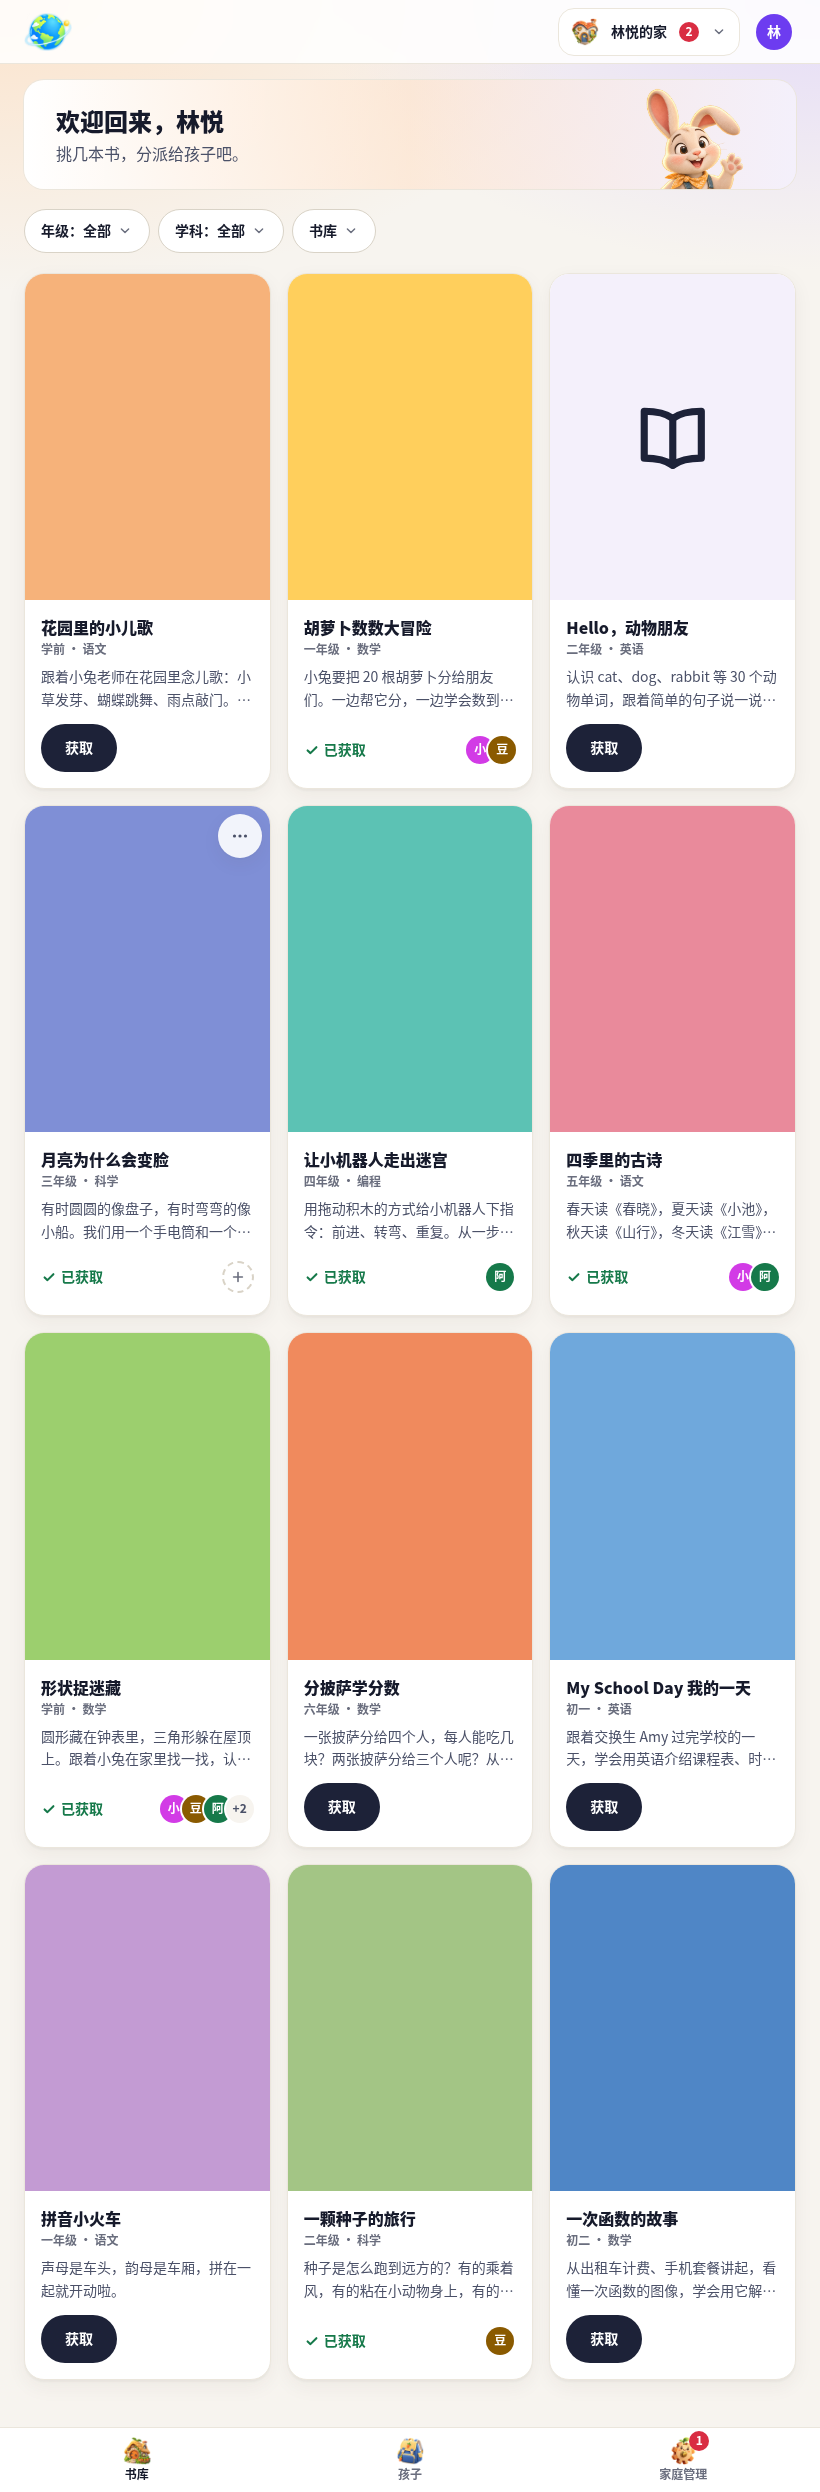 林悦的家
2
林
欢迎回来，林悦
挑几本书，分派给孩子吧。
年级：全部
学科：全部
书库
花园里的小儿歌
学前 · 语文
跟着小兔老师在花园里念儿歌：小
草发芽、蝴蝶跳舞、雨点敲门。…
获取
胡萝卜数数大冒险
一年级 · 数学
小兔要把 20 根胡萝卜分给朋友
们。一边帮它分，一边学会数到…
已获取
小
豆
Hello，动物朋友
二年级 · 英语
认识 cat、dog、rabbit 等 30 个动
物单词，跟着简单的句子说一说…
获取
月亮为什么会变脸
三年级 · 科学
有时圆圆的像盘子，有时弯弯的像
小船。我们用一个手电筒和一个…
已获取
让小机器人走出迷宫
四年级 · 编程
用拖动积木的方式给小机器人下指
令：前进、转弯、重复。从一步…
已获取
阿
四季里的古诗
五年级 · 语文
春天读《春晓》，夏天读《小池》，
秋天读《山行》，冬天读《江雪》…
已获取
小
阿
形状捉迷藏
学前 · 数学
圆形藏在钟表里，三角形躲在屋顶
上。跟着小兔在家里找一找，认…
已获取
小
豆
阿
+2
分披萨学分数
六年级 · 数学
一张披萨分给四个人，每人能吃几
块？两张披萨分给三个人呢？从…
获取
My School Day 我的一天
初一 · 英语
跟着交换生 Amy 过完学校的一
天，学会用英语介绍课程表、时…
获取
拼音小火车
一年级 · 语文
声母是车头，韵母是车厢，拼在一
起就开动啦。
获取
一颗种子的旅行
二年级 · 科学
种子是怎么跑到远方的？有的乘着
风，有的粘在小动物身上，有的…
已获取
豆
一次函数的故事
初二 · 数学
从出租车计费、手机套餐讲起，看
懂一次函数的图像，学会用它解…
获取
书库
孩子
1
家庭管理